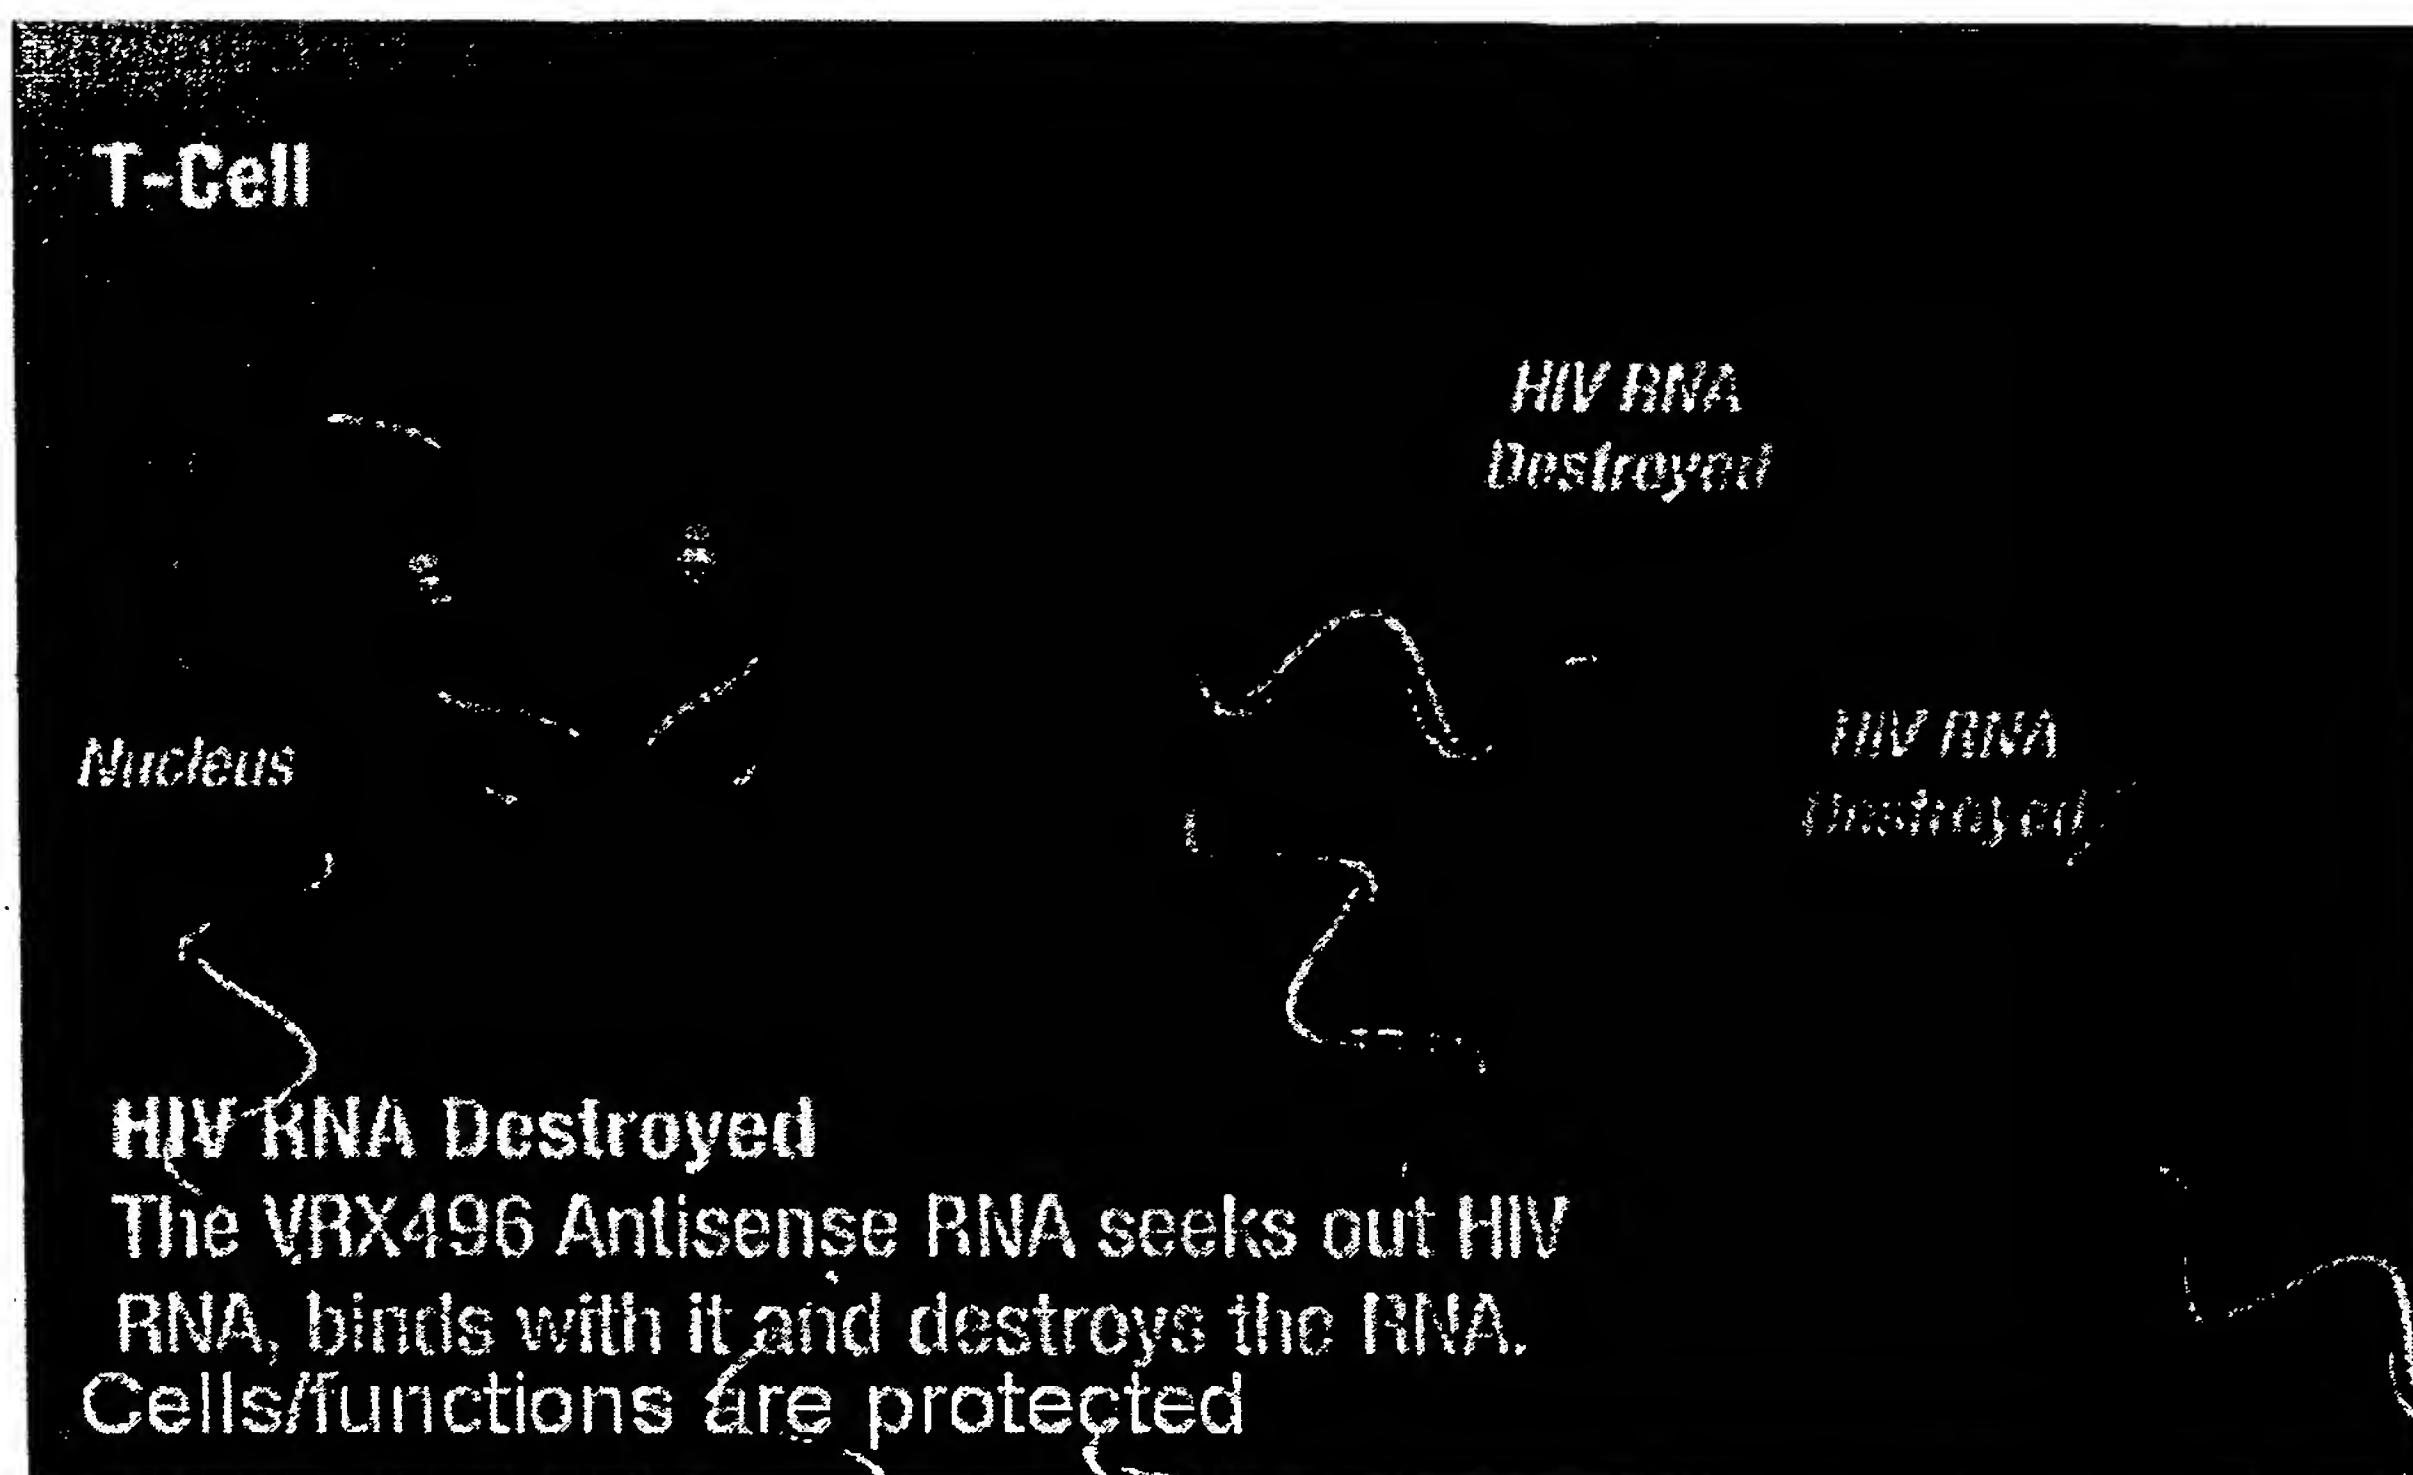 T-Cell
HIV RNA
Destroyed
HIV RNA
Destroyed
Nucleus
HIV RNA Destroyed
The VRX496 Antisense RNA seeks out HIV
RNA, binds with it and destroys the RNA.
Cells/functions are protected